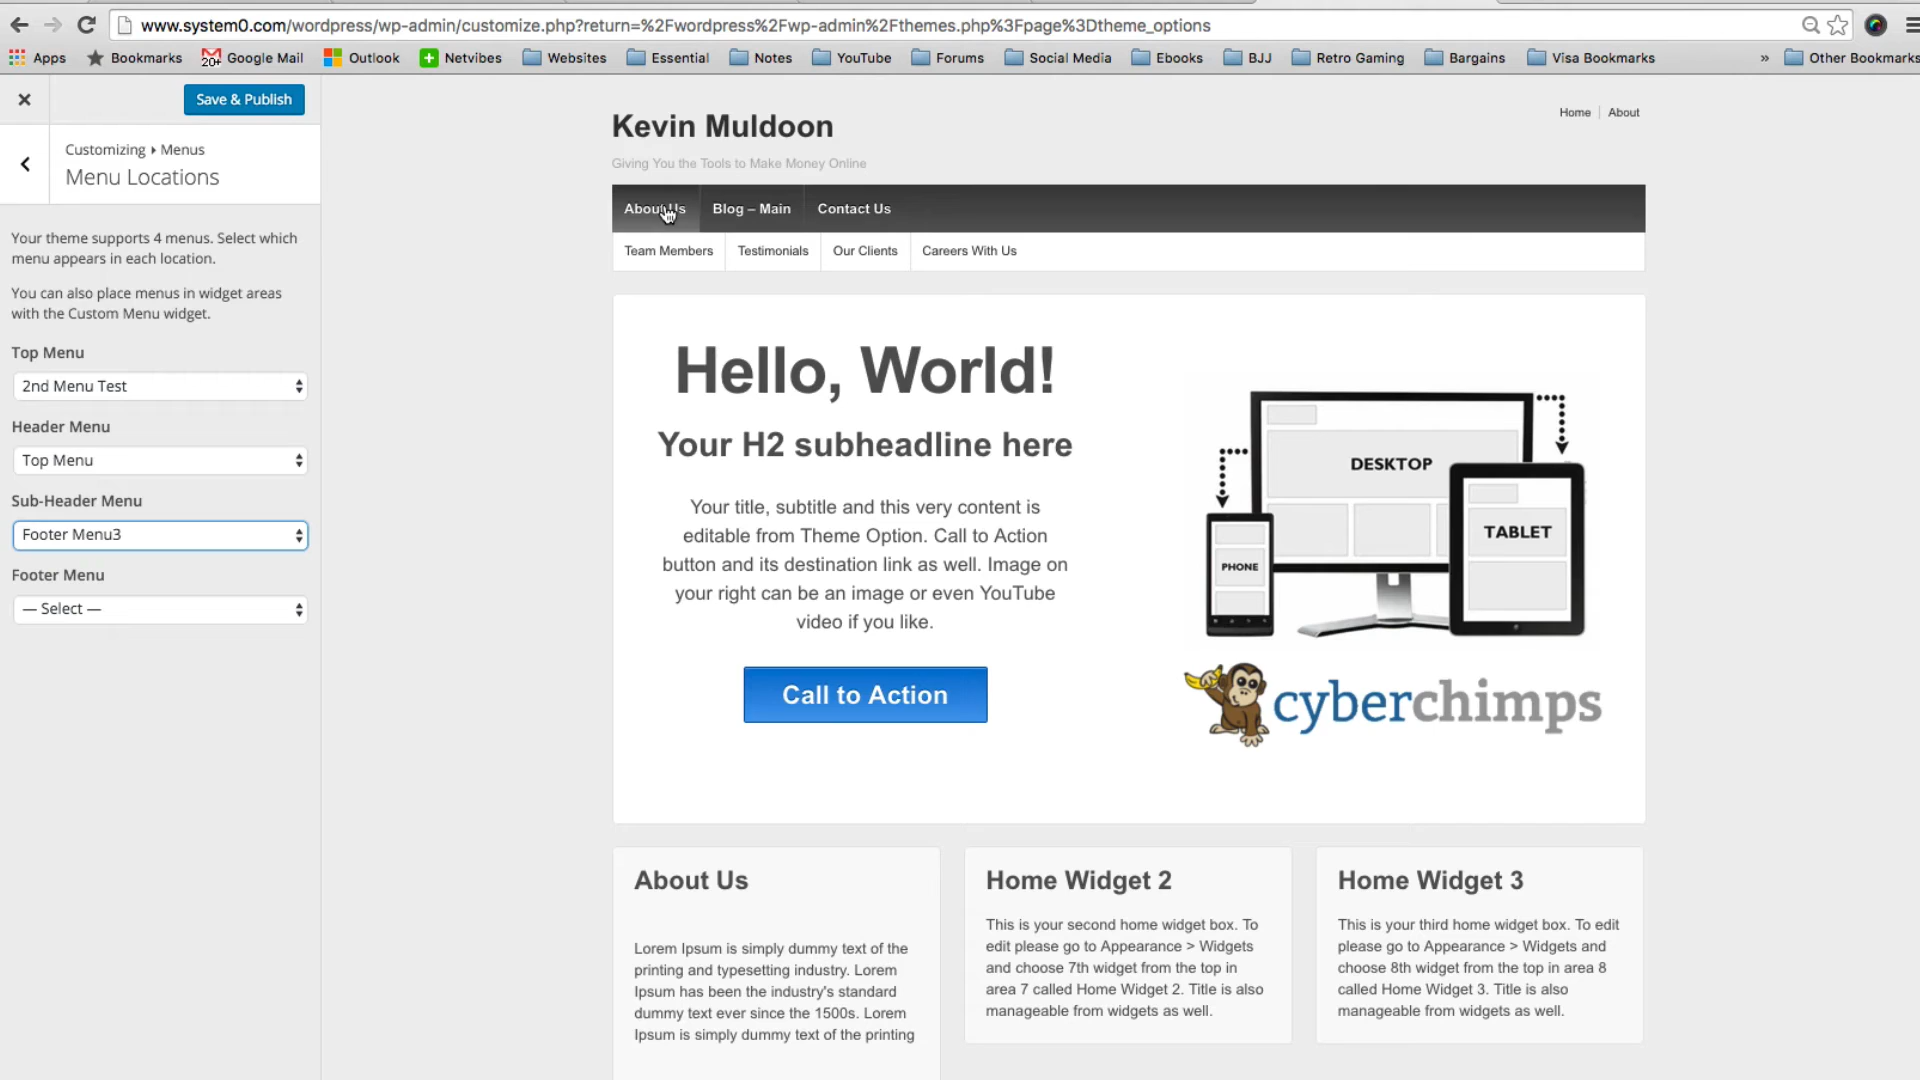 www.system0.com/wordpress/wp-admin/customize.php?return=%2Fwordpress%2Fwp-admin%2Fthemes.php%3Fpage%3Dtheme_options
Apps Bookmarks 20+ Google Mail Outlook Netvibes Websites Essential Notes YouTube Forums Social Media Ebooks BJJ Retro Gaming Bargains Visa Bookmarks » Other Bookmarks
Save & Publish
Customizing ▸ Menus
Menu Locations
Your theme supports 4 menus. Select which
menu appears in each location.
You can also place menus in widget areas
with the Custom Menu widget.
Top Menu
2nd Menu Test
Header Menu
Top Menu
Sub-Header Menu
Footer Menu3
Footer Menu
— Select —
Kevin Muldoon
Home About
Giving You the Tools to Make Money Online
About Us Blog – Main Contact Us
Team Members Testimonials Our Clients Careers With Us
Hello, World!
Your H2 subheadline here
Your title, subtitle and this very content is
editable from Theme Option. Call to Action
button and its destination link as well. Image on
your right can be an image or even YouTube
video if you like.
Call to Action
DESKTOP
TABLET
PHONE
cyberchimps
About Us
Lorem Ipsum is simply dummy text of the
printing and typesetting industry. Lorem
Ipsum has been the industry's standard
dummy text ever since the 1500s. Lorem
Ipsum is simply dummy text of the printing
Home Widget 2
This is your second home widget box. To
edit please go to Appearance > Widgets
and choose 7th widget from the top in
area 7 called Home Widget 2. Title is also
manageable from widgets as well.
Home Widget 3
This is your third home widget box. To edit
please go to Appearance > Widgets and
choose 8th widget from the top in area 8
called Home Widget 3. Title is also
manageable from widgets as well.